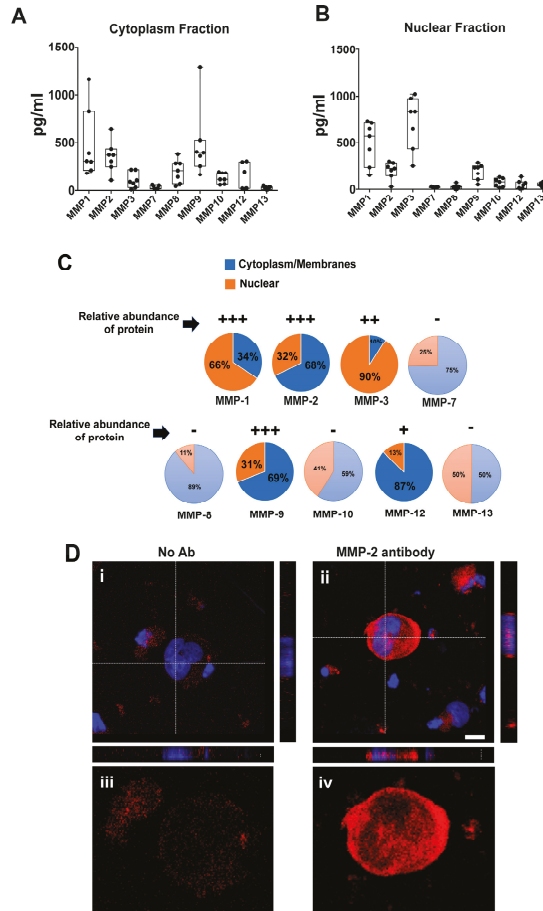 A
Cytoplasm Fraction
pg/ml
1500
1000
500
0
MMP1
MMP2
MMP3
MMP7
MMP8
MMP9
MMP10
MMP12
MMP13
B
Nuclear Fraction
pg/ml
1500
1000
500
0
MMP1
MMP2
MMP3
MMP7
MMP8
MMP10
MMP12
MMP13
C
Cytoplasm/Membranes
Nuclear
Relative abundance
of protein
+++
+++
++
-
66%
34%
32%
68%
10%
90%
25%
75%
MMP-1
MMP-2
MMP-3
MMP-7
Relative abundance
of protein
-
+++
-
+
-
11%
89%
31%
69%
41%
59%
13%
87%
50%
50%
MMP-8
MMP-9
MMP-10
MMP-12
MMP-13
D
No Ab
MMP-2 antibody
i
ii
iii
iv